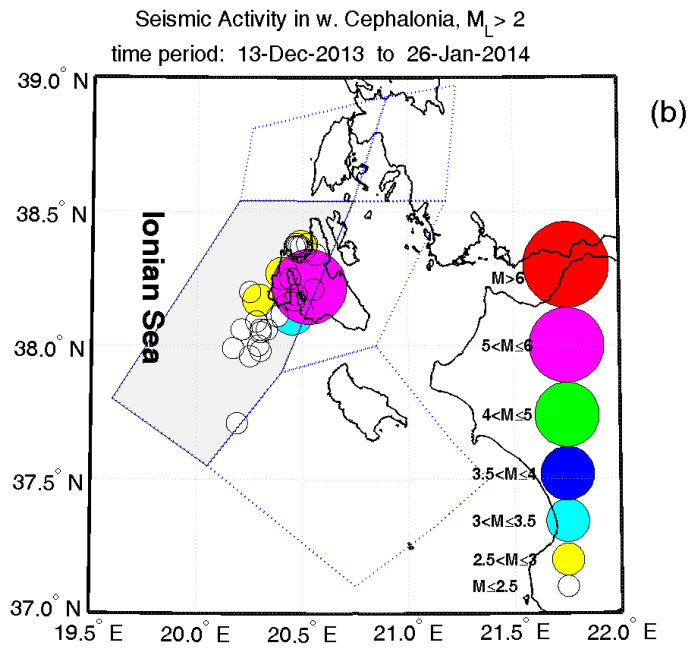 Seismic Activity in w. Cephalonia, M_L > 2
time period: 13-Dec-2013 to 26-Jan-2014
(b)
39.0° N
38.5° N
38.0° N
37.5° N
37.0° N
19.5° E
20.0° E
20.5° E
21.0° E
21.5° E
22.0° E
Ionian Sea
M>6
5<M≤6
4<M≤5
3.5<M≤4
3<M≤3.5
2.5<M≤3
M≤2.5